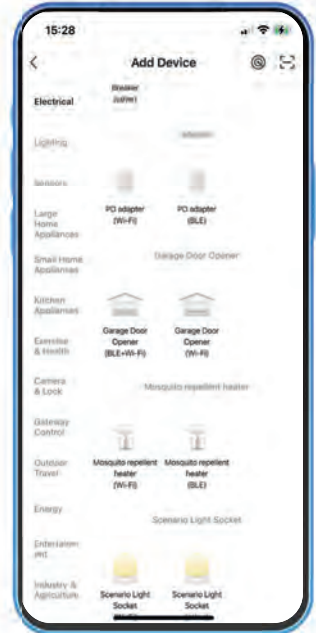 15:28
Add Device
Electrical
Lighting
Sensors
Large
Home
Appliances
Small Home
Appliances
Kitchen
Appliances
Exercise
& Health
Camera
& Lock
Gateway
Control
Outdoor
Travel
Energy
Entertainm
ent
Industry &
Agriculture
Breaker
PD adapter
(Wi-Fi)
PD adapter
(BLE)
Garage Door Opener
Garage Door
Opener
(BLE+Wi-Fi)
Garage Door
Opener
(Wi-Fi)
Mosquito repellent heater
Mosquito repellent
heater
(Wi-Fi)
Mosquito repellent
heater
(BLE)
Scenario Light Socket
Scenario Light
Socket
Scenario Light
Socket